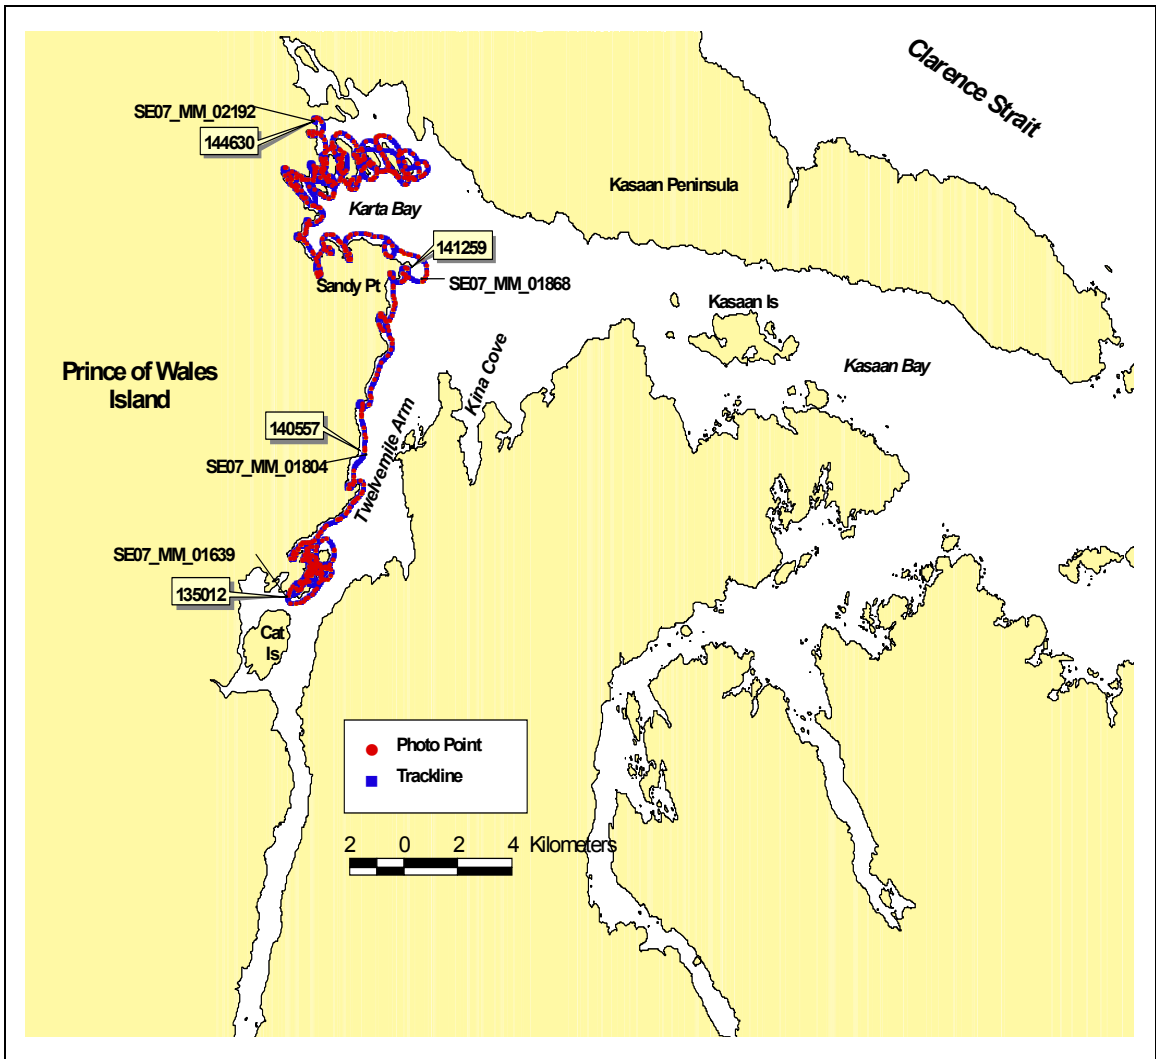 Clarence Strait
SE07_MM_02192
144630
Kasaan Peninsula
Karta Bay
141259
Sandy Pt
SE07_MM_01868
Kasaan Is
Kasaan Bay
Prince of Wales
Island
Kina Cove
140557
Twelvemile Arm
SE07_MM_01804
SE07_MM_01639
135012
Cat
Is
Photo Point
Trackline
2 0 2 4 Kilometers